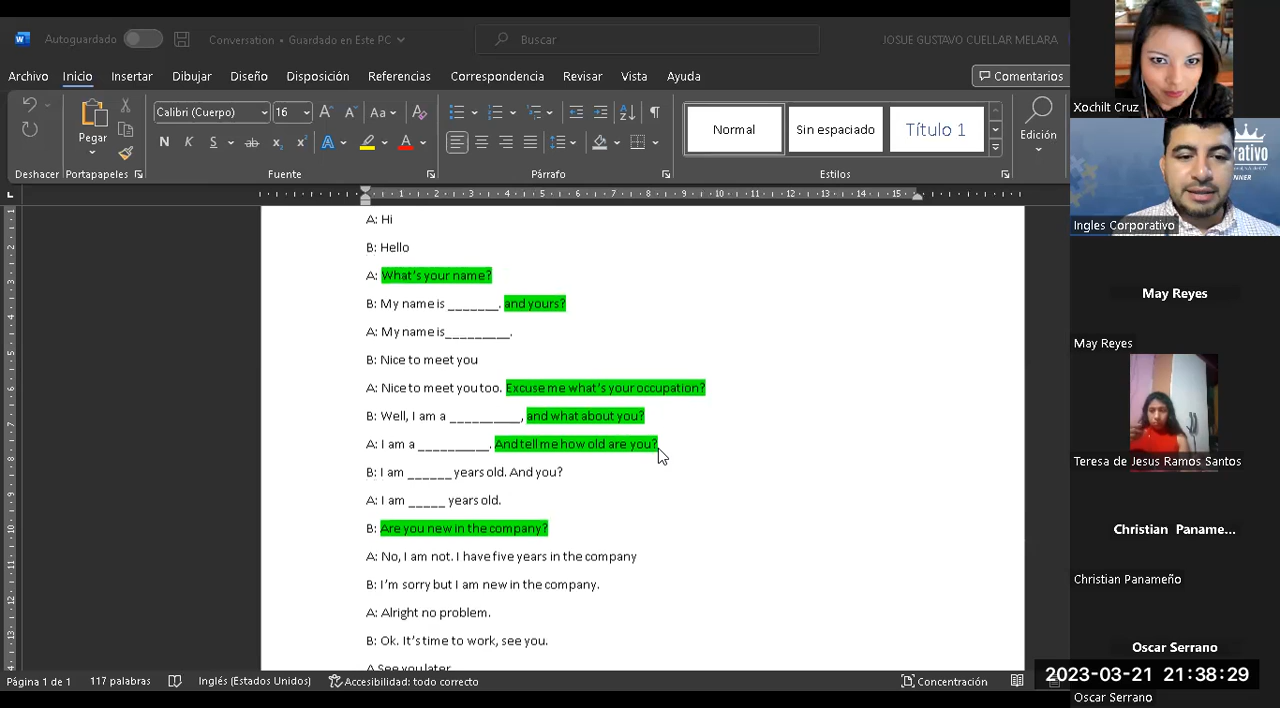 Autoguardado
Conversation • Guardado en Este PC
Buscar
JOSUE GUSTAVO CUELLAR MELARA
Archivo Inicio Insertar Dibujar Diseño Disposición Referencias Correspondencia Revisar Vista Ayuda
Comentarios
Pegar
Calibri (Cuerpo) 16
Normal
Sin espaciado
Título 1
Edición
Deshacer Portapapeles Fuente Párrafo Estilos
A: Hi
B: Hello
A: What's your name?
B: My name is _______. and yours?
A: My name is_________.
B: Nice to meet you
A: Nice to meet you too. Excuse me what's your occupation?
B: Well, I am a __________, and what about you?
A: I am a __________. And tell me how old are you?
B: I am ______ years old. And you?
A: I am _____ years old.
B: Are you new in the company?
A: No, I am not. I have five years in the company
B: I'm sorry but I am new in the company.
A: Alright no problem.
B: Ok. It's time to work, see you.
A See you later
Página 1 de 1 117 palabras Inglés (Estados Unidos) Accesibilidad: todo correcto Concentración
Xochilt Cruz
Ingles Corporativo
May Reyes
May Reyes
Teresa de Jesus Ramos Santos
Christian Paname...
Christian Panameño
Oscar Serrano
2023-03-21 21:38:29
Oscar Serrano